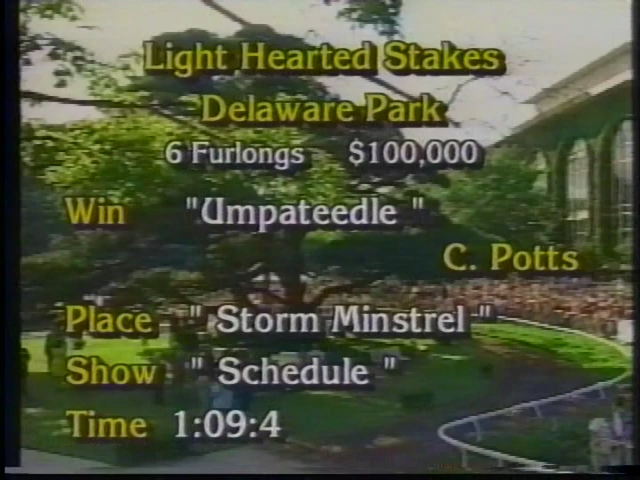 Light Hearted Stakes
Delaware Park
6 Furlongs $100,000
Win "Umpateedle "
C. Potts
Place " Storm Minstrel "
Show " Schedule "
Time 1:09:4